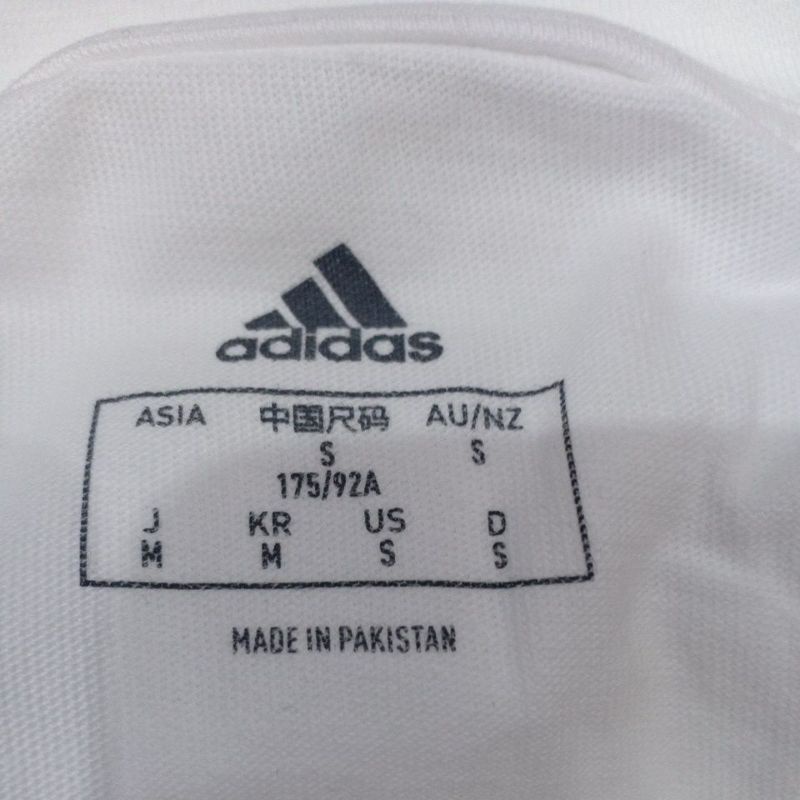 adidas
ASIA 中国尺码 AU/NZ
S S
175/92A
J KR US D
M M S S
MADE IN PAKISTAN